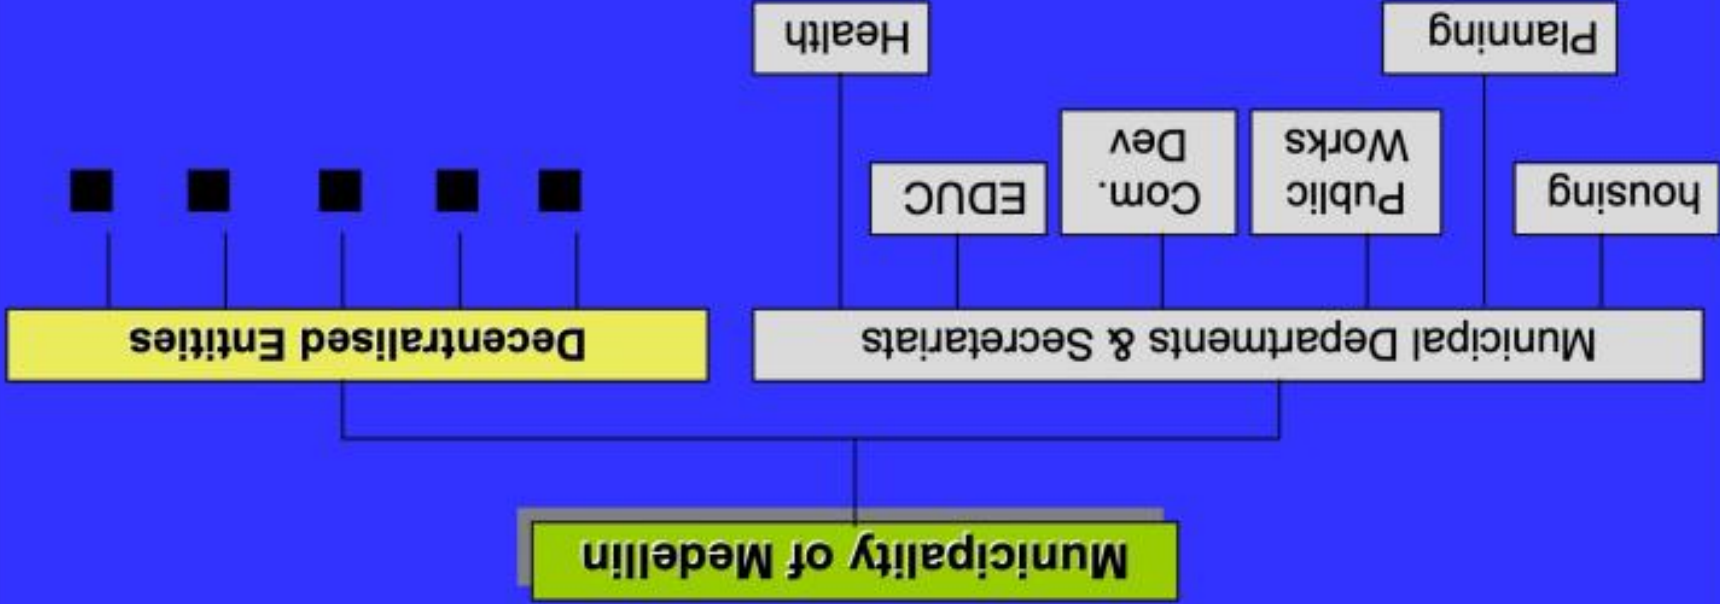 Municipality of Medellin
Municipal Departments & Secretariats
Decentralised Entities
housing
Public
Works
Com.
Dev
EDUC
Planning
Health